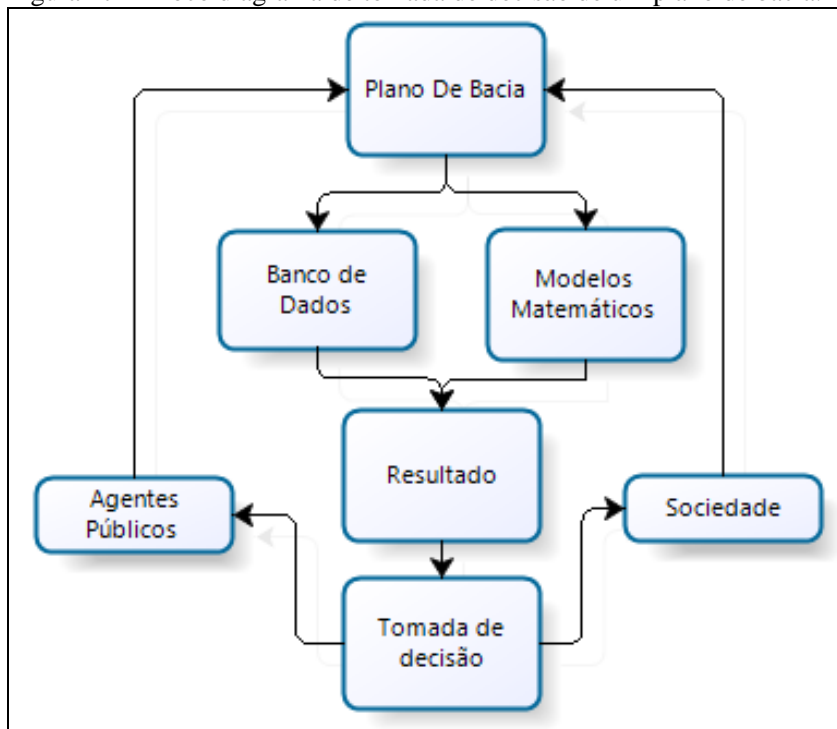 Plano De Bacia
Banco de
Dados
Modelos
Matemáticos
Resultado
Agentes
Públicos
Sociedade
Tomada de
decisão